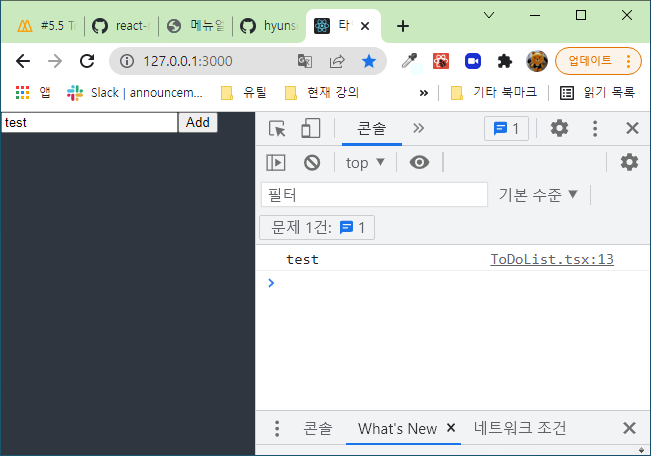 #5.5 T
react-
메뉴얼
hyuns
타
127.0.0.1:3000
업데이트
앱
Slack | announcem...
유틸
현재 강의
»
기타 북마크
읽기 목록
test
Add
콘솔
»
1
top
필터
기본 수준
문제 1건:
1
test
ToDoList.tsx:13
콘솔
What's New
네트워크 조건